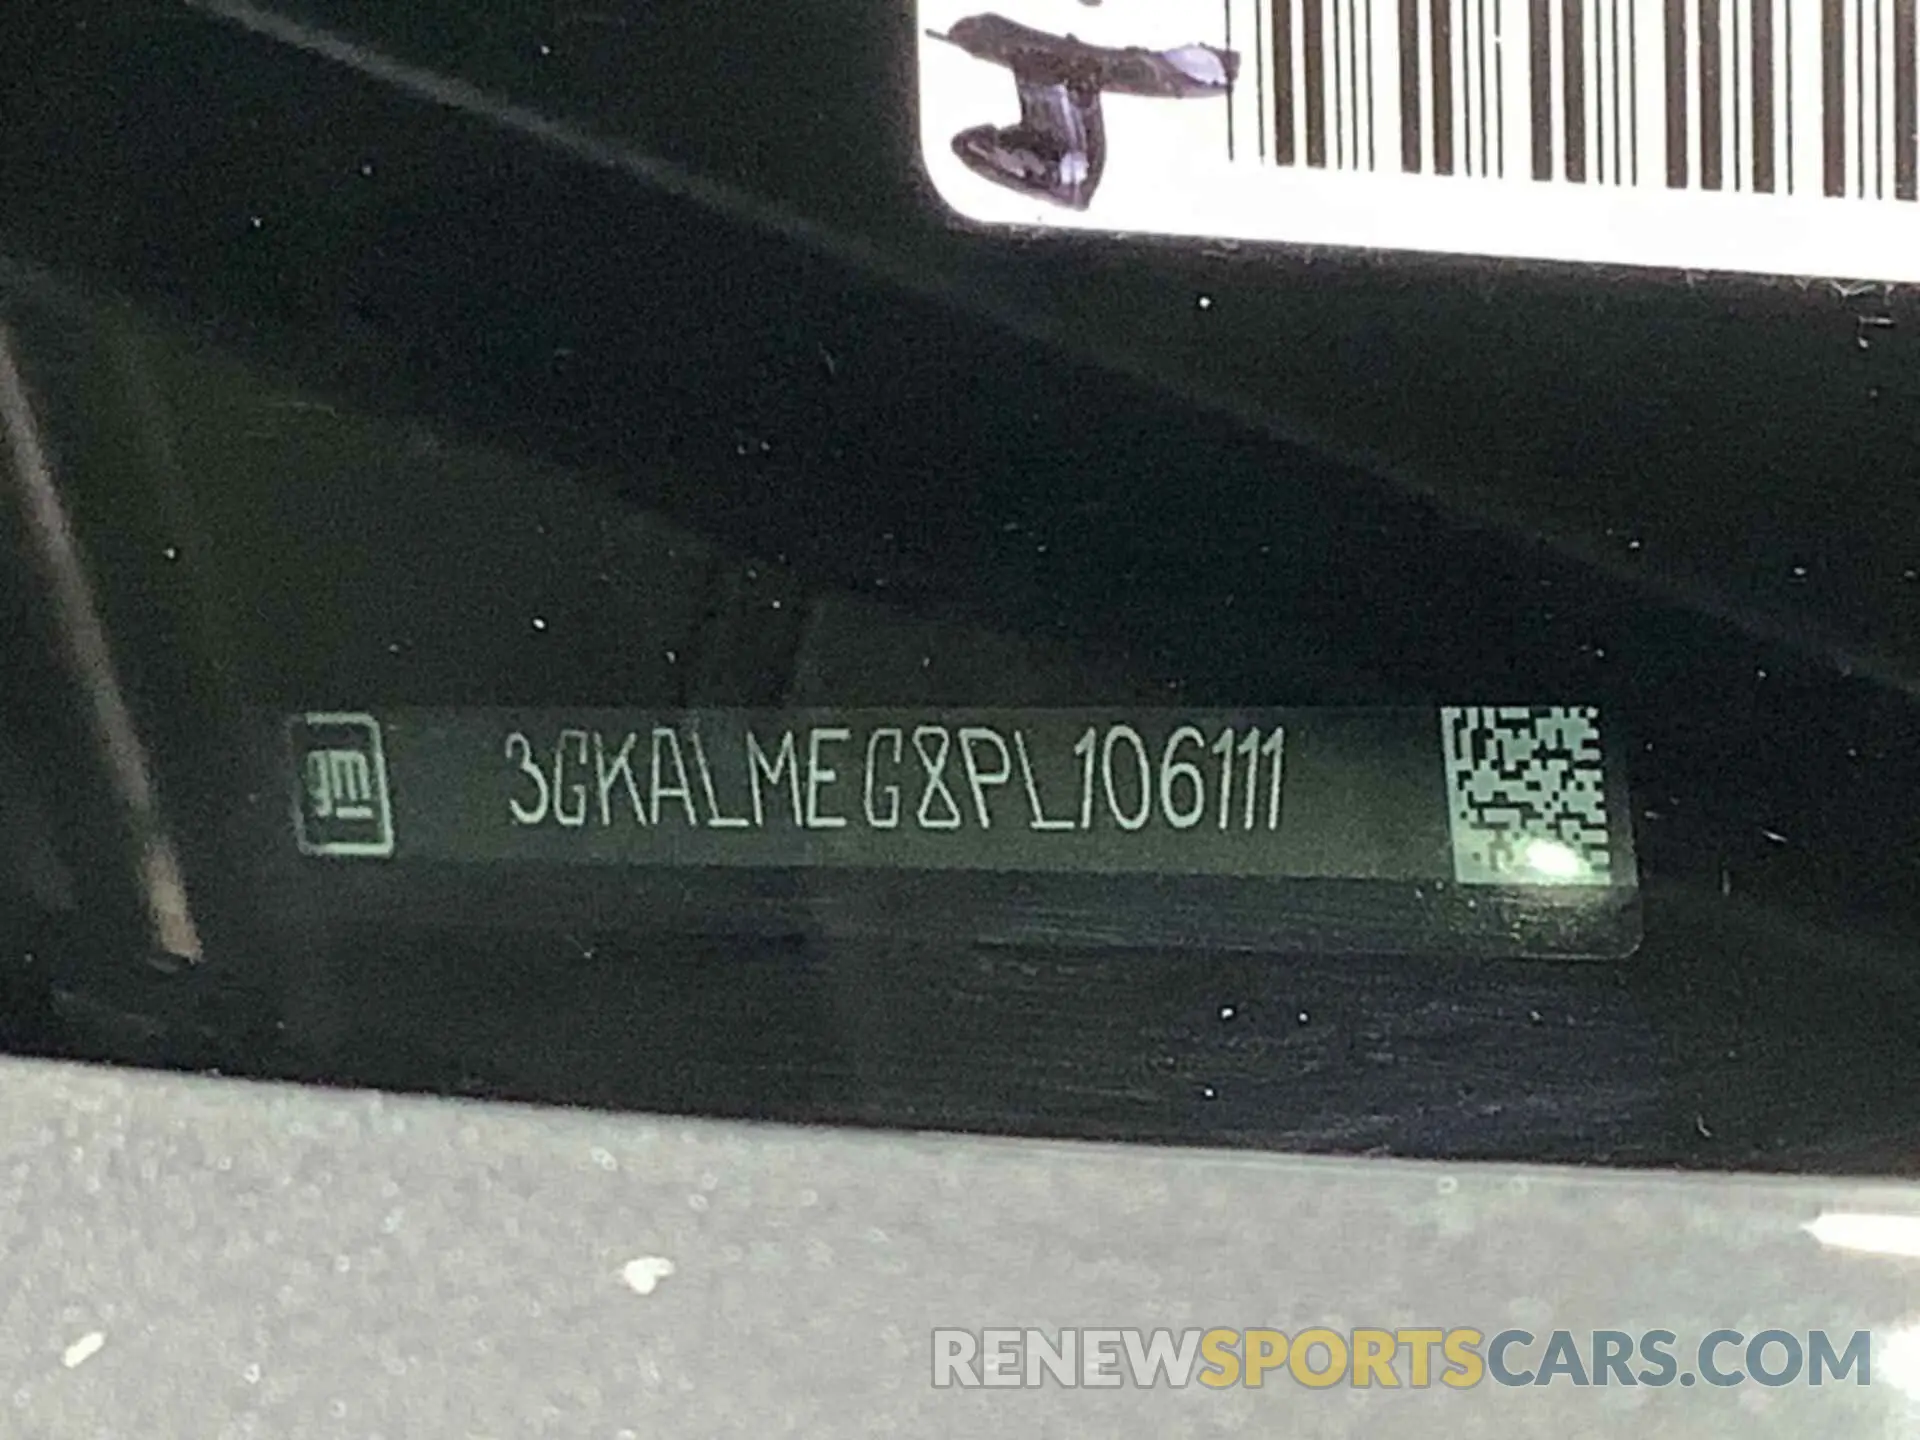 gm 3GKALMEG8PL106111
RENEWSPORTSCARS.COM